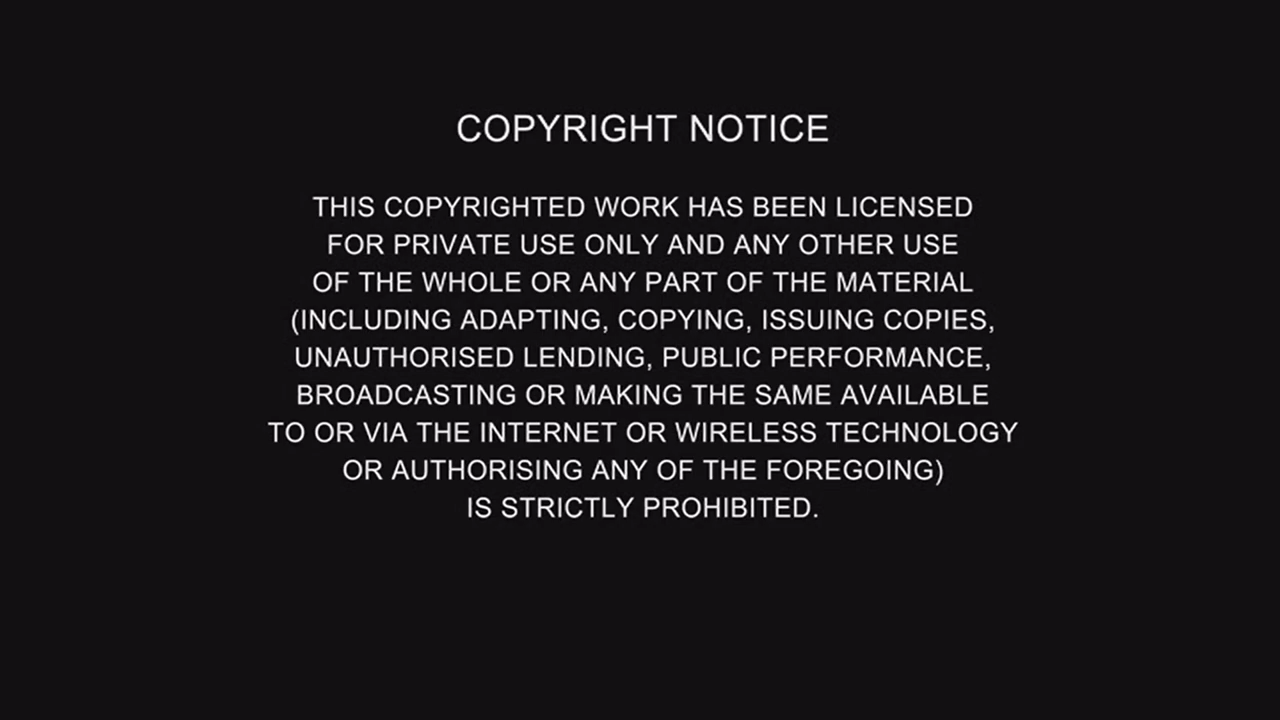 COPYRIGHT NOTICE
THIS COPYRIGHTED WORK HAS BEEN LICENSED
FOR PRIVATE USE ONLY AND ANY OTHER USE
OF THE WHOLE OR ANY PART OF THE MATERIAL
(INCLUDING ADAPTING, COPYING, ISSUING COPIES,
UNAUTHORISED LENDING, PUBLIC PERFORMANCE,
BROADCASTING OR MAKING THE SAME AVAILABLE
TO OR VIA THE INTERNET OR WIRELESS TECHNOLOGY
OR AUTHORISING ANY OF THE FOREGOING)
IS STRICTLY PROHIBITED.